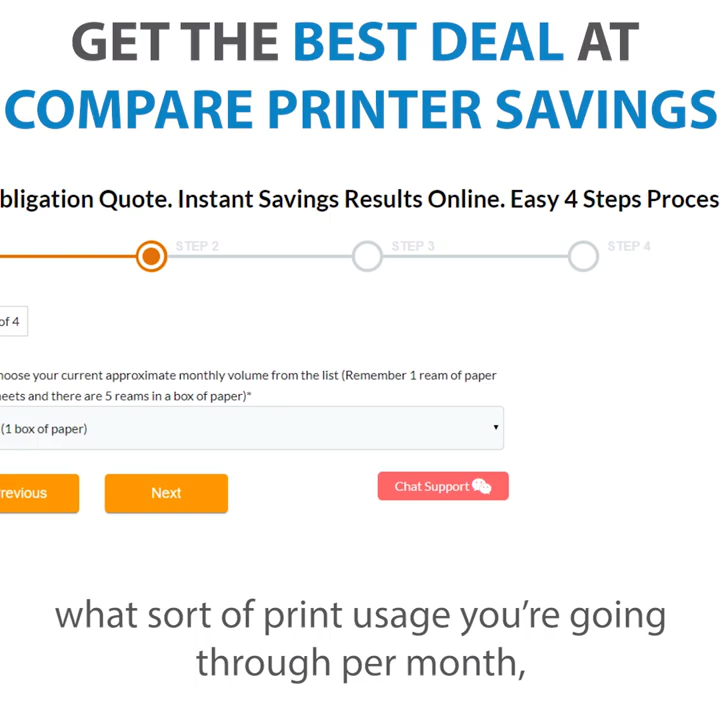 GET THE BEST DEAL AT
COMPARE PRINTER SAVINGS
bligation Quote. Instant Savings Results Online. Easy 4 Steps Proces
STEP 2
STEP 3
STEP 4
of 4
hoose your current approximate monthly volume from the list (Remember 1 ream of paper
eets and there are 5 reams in a box of paper)*
(1 box of paper)
revious
Next
Chat Support
what sort of print usage you're going
through per month,